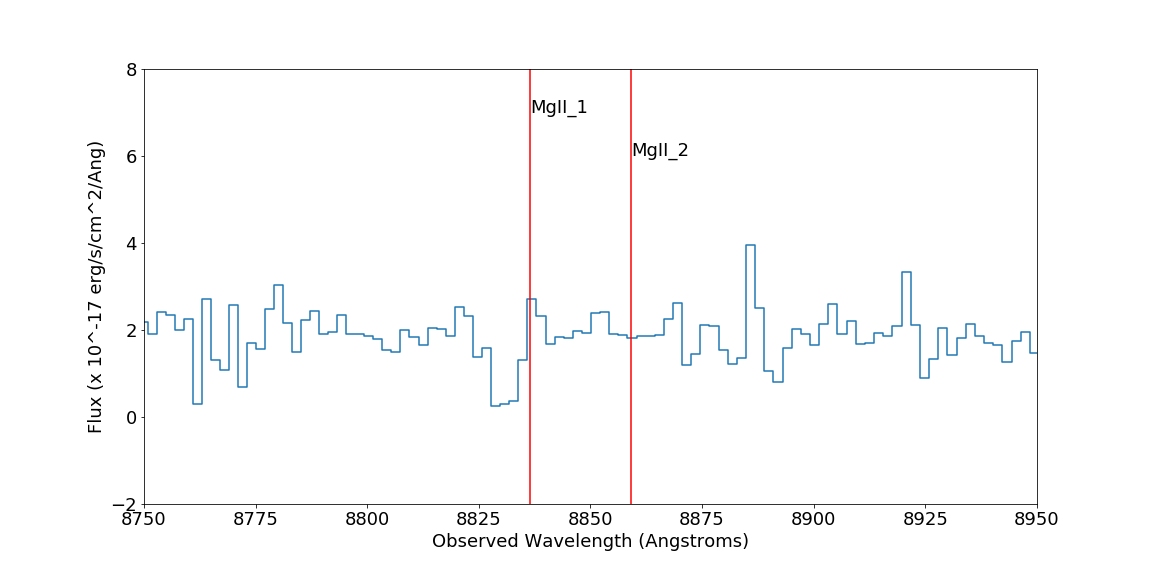 8
6
4
2
0
−2
Flux (x 10^-17 erg/s/cm^2/Ang)
MgII_1
MgII_2
8750 8775 8800 8825 8850 8875 8900 8925 8950
Observed Wavelength (Angstroms)